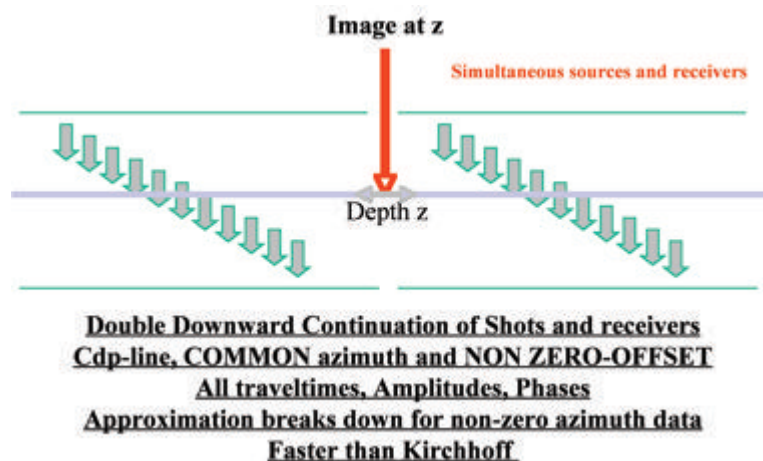 Image at z
Simultaneous sources and receivers
Depth z
Double Downward Continuation of Shots and receivers
Cdp-line, COMMON azimuth and NON ZERO-OFFSET
All traveltimes, Amplitudes, Phases
Approximation breaks down for non-zero azimuth data
Faster than Kirchhoff